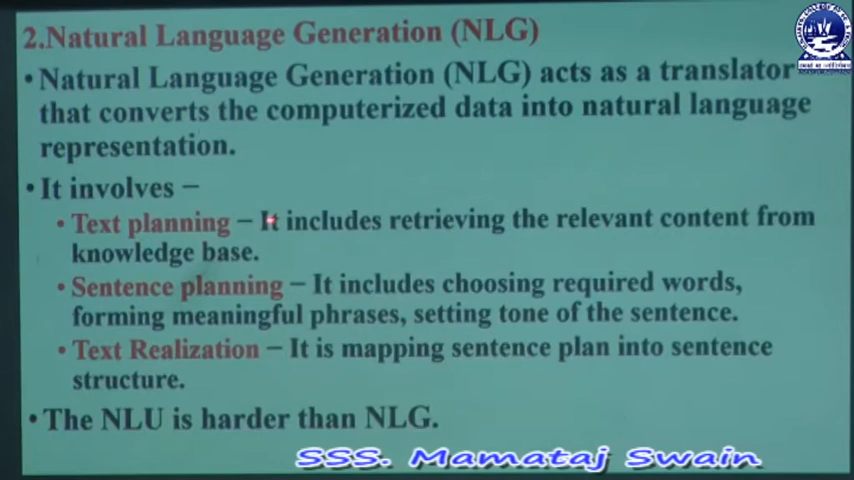 2.Natural Language Generation (NLG)
• Natural Language Generation (NLG) acts as a translator
that converts the computerized data into natural language
representation.
• It involves −
• Text planning − It includes retrieving the relevant content from
knowledge base.
• Sentence planning − It includes choosing required words,
forming meaningful phrases, setting tone of the sentence.
• Text Realization − It is mapping sentence plan into sentence
structure.
• The NLU is harder than NLG.
SSS. Mamataj Swain